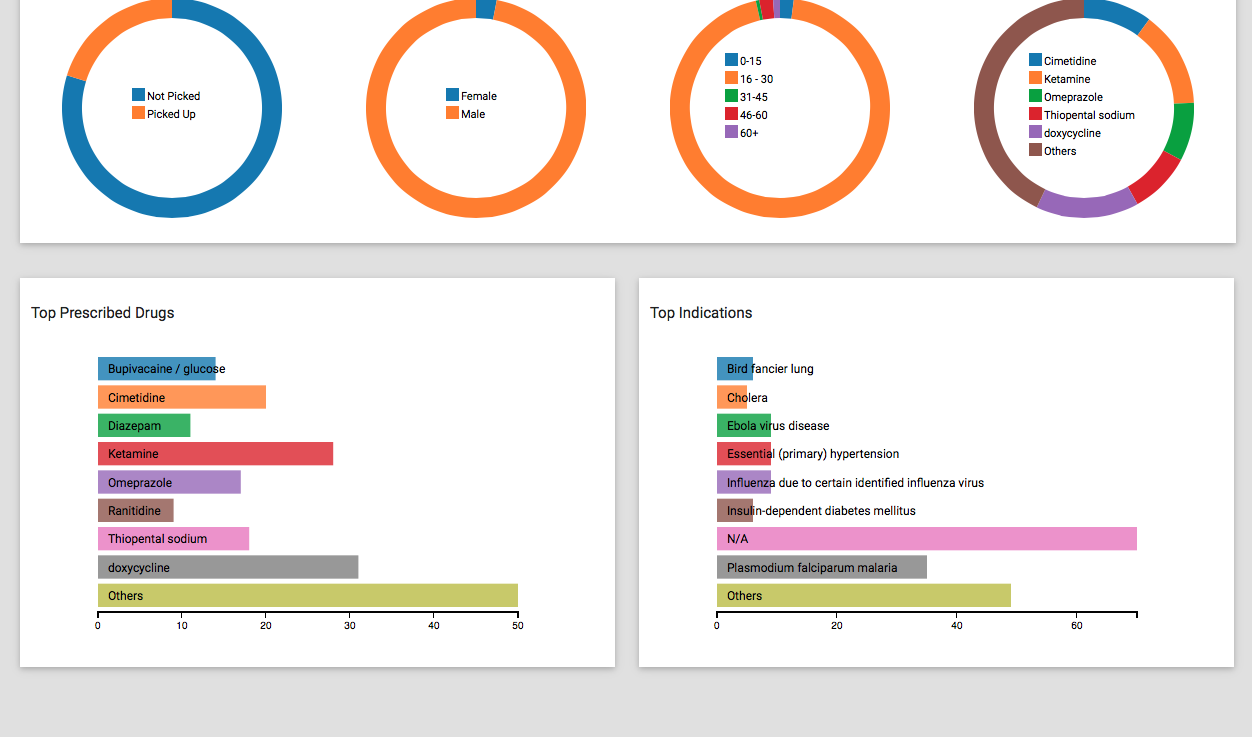 Not Picked
Picked Up
Female
Male
0-15
16 - 30
31-45
46-60
60+
Cimetidine
Ketamine
Omeprazole
Thiopental sodium
doxycycline
Others
Top Prescribed Drugs
Bupivacaine / glucose
Cimetidine
Diazepam
Ketamine
Omeprazole
Ranitidine
Thiopental sodium
doxycycline
Others
0 10 20 30 40 50
Top Indications
Bird fancier lung
Cholera
Ebola virus disease
Essential (primary) hypertension
Influenza due to certain identified influenza virus
Insulin-dependent diabetes mellitus
N/A
Plasmodium falciparum malaria
Others
0 20 40 60